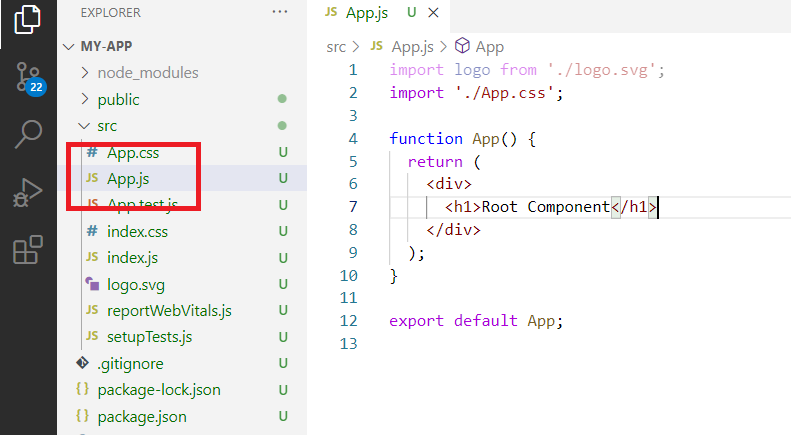 EXPLORER ...
MY-APP
node_modules
public
src
# App.css U
JS App.js U
JS App.test.js U
# index.css U
JS index.js U
logo.svg U
JS reportWebVitals.js U
JS setupTests.js U
.gitignore U
{} package-lock.json U
{} package.json U
22
JS App.js U ×
src > JS App.js > App
1 import logo from './logo.svg';
2 import './App.css';
3
4 function App() {
5 return (
6 <div>
7 <h1>Root Component</h1>
8 </div>
9 );
10 }
11
12 export default App;
13